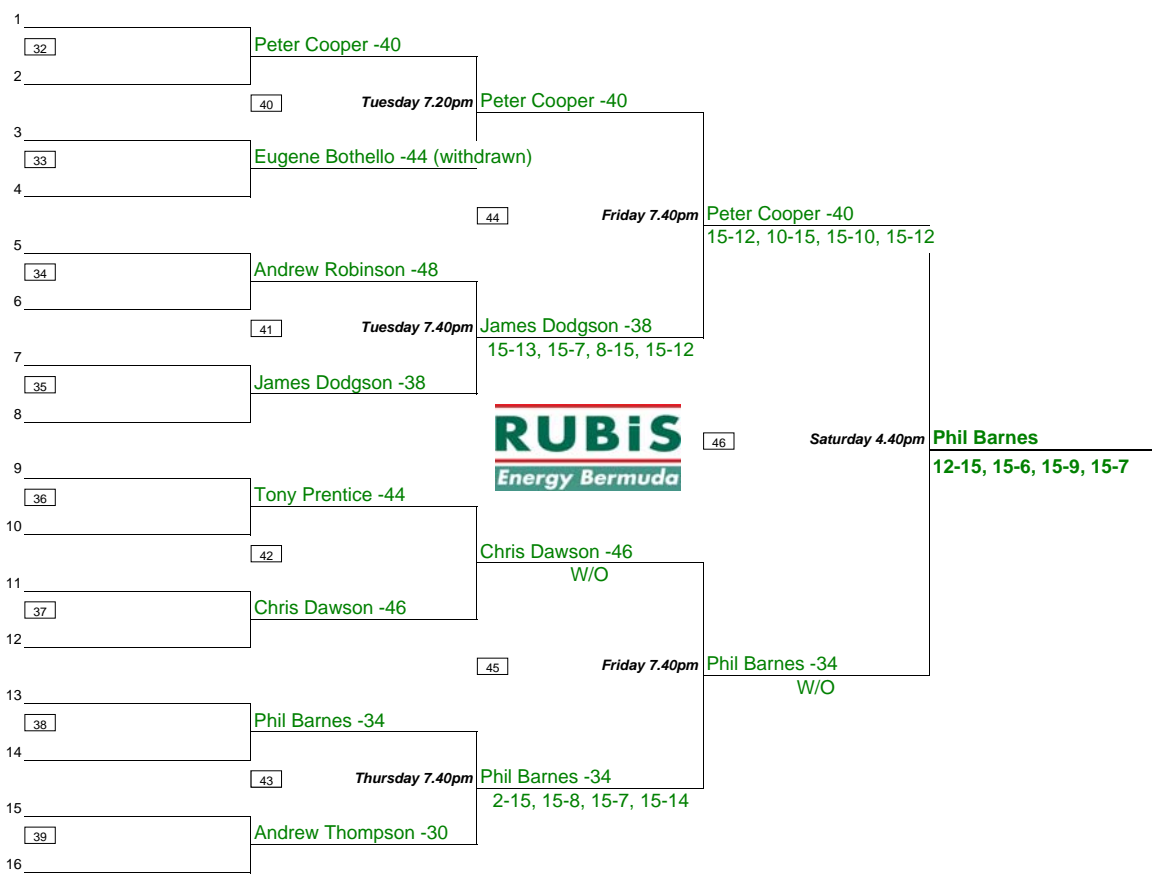 1
32
Peter Cooper -40
2
40
Tuesday 7.20pm
Peter Cooper -40
3
33
Eugene Bothello -44 (withdrawn)
4
44
Friday 7.40pm
Peter Cooper -40
15-12, 10-15, 15-10, 15-12
5
34
Andrew Robinson -48
6
41
Tuesday 7.40pm
James Dodgson -38
15-13, 15-7, 8-15, 15-12
7
35
James Dodgson -38
8
RUBiS
Energy Bermuda
46
Saturday 4.40pm
Phil Barnes
12-15, 15-6, 15-9, 15-7
9
36
Tony Prentice -44
10
42
Chris Dawson -46
W/O
11
37
Chris Dawson -46
12
45
Friday 7.40pm
Phil Barnes -34
W/O
13
38
Phil Barnes -34
14
43
Thursday 7.40pm
Phil Barnes -34
2-15, 15-8, 15-7, 15-14
15
39
Andrew Thompson -30
16